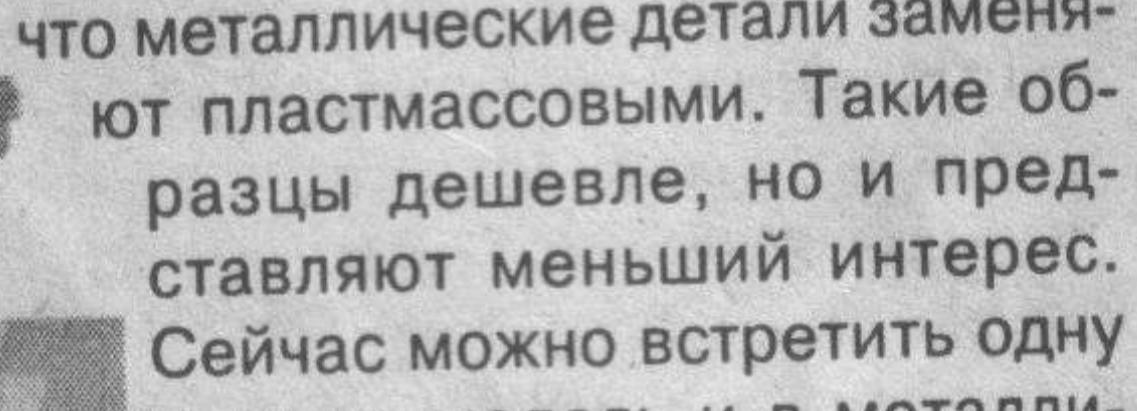 что металлические детали заменя-
ют пластмассовыми. Такие об-
разцы дешевле, но и пред-
ставляют меньший интерес.
Сейчас можно встретить одну
и в металли-